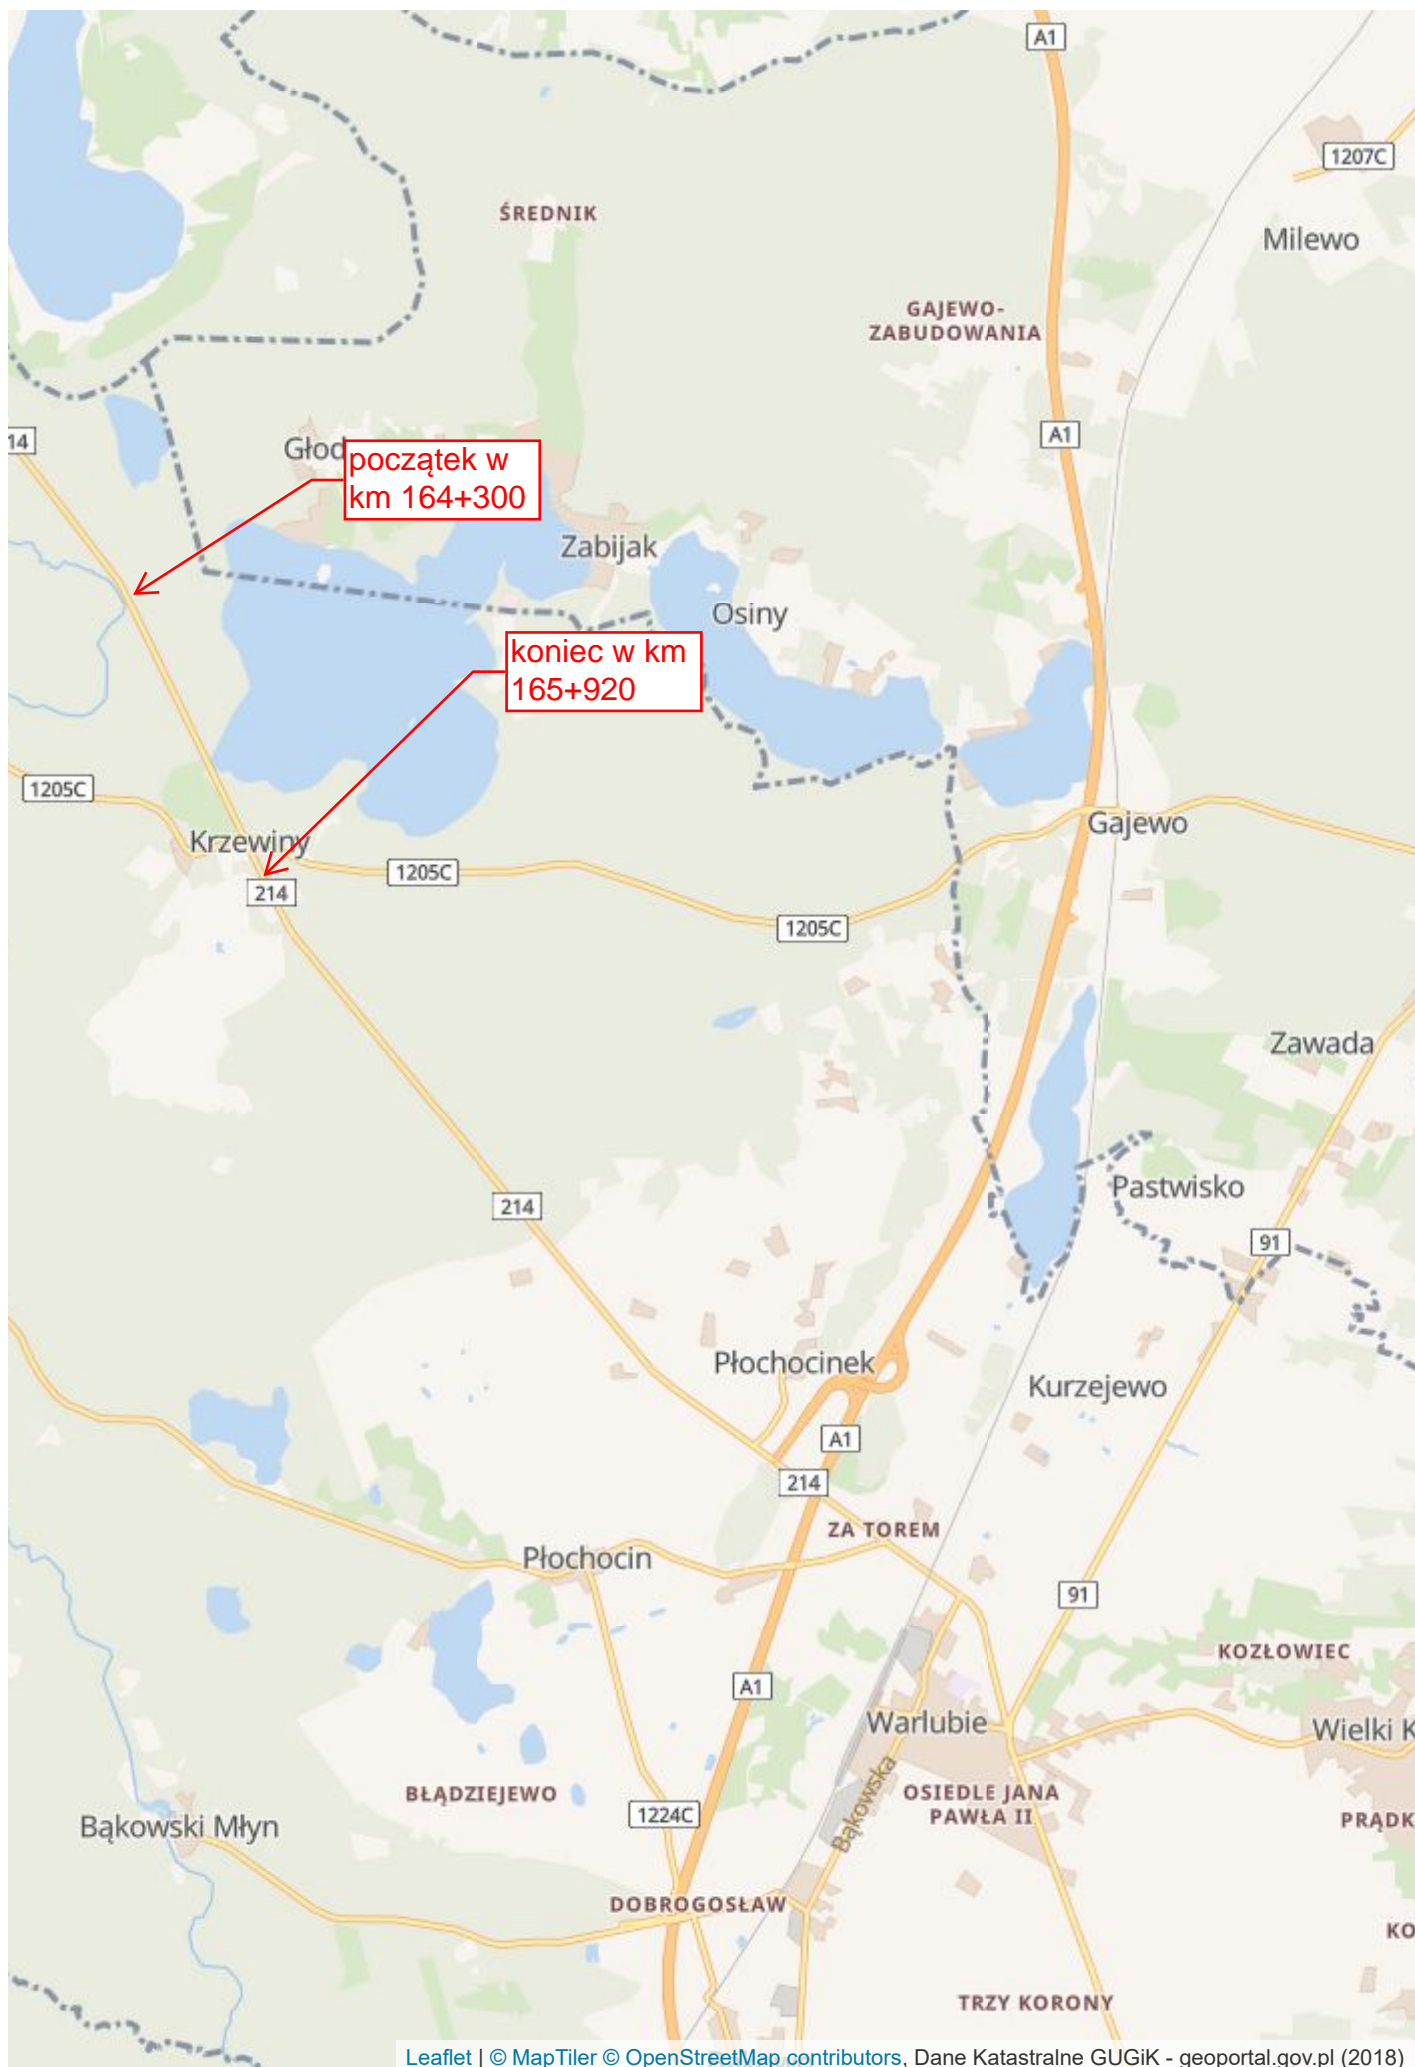 A1
1207C
ŚREDNIK
Milewo
GAJEWO-
ZABUDOWANIA
14
Głod
A1
początek w
km 164+300
Zabijak
Osiny
koniec w km
165+920
1205C
Krzewiny
Gajewo
1205C
214
1205C
Zawada
Pastwisko
214
91
Płochocinek
Kurzejewo
A1
214
ZA TOREM
Płochocin
91
KOZŁOWIEC
A1
Warlubie
Wielki K
BŁĄDZIEJEWO
OSIEDLE JANA
PAWŁA II
1224C
Bąkowska
PRĄDK
Bąkowski Młyn
DOBROGOSŁAW
KO
TRZY KORONY
Leaflet | © MapTiler © OpenStreetMap contributors, Dane Katastralne GUGiK - geoportal.gov.pl (2018)